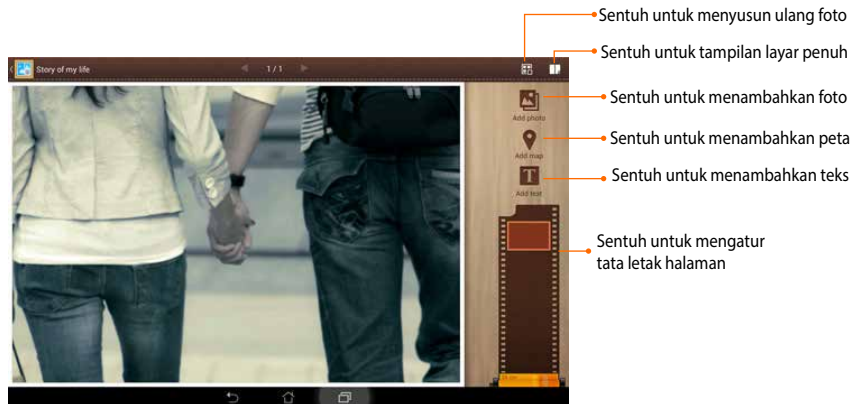 Sentuh untuk menyusun ulang foto
Sentuh untuk tampilan layar penuh
Story of my life
1/1
Add photo
Sentuh untuk menambahkan foto
Add map
Sentuh untuk menambahkan peta
T
Add text
Sentuh untuk menambahkan teks
Sentuh untuk mengatur
tata letak halaman